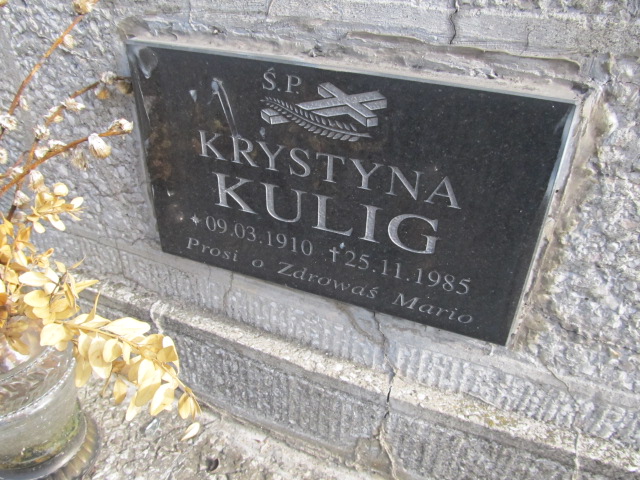 Ś.P.
KRYSTYNA
KULIG
* 09.03.1910 † 25.11.1985
Prosi o Zdrowaś Mario